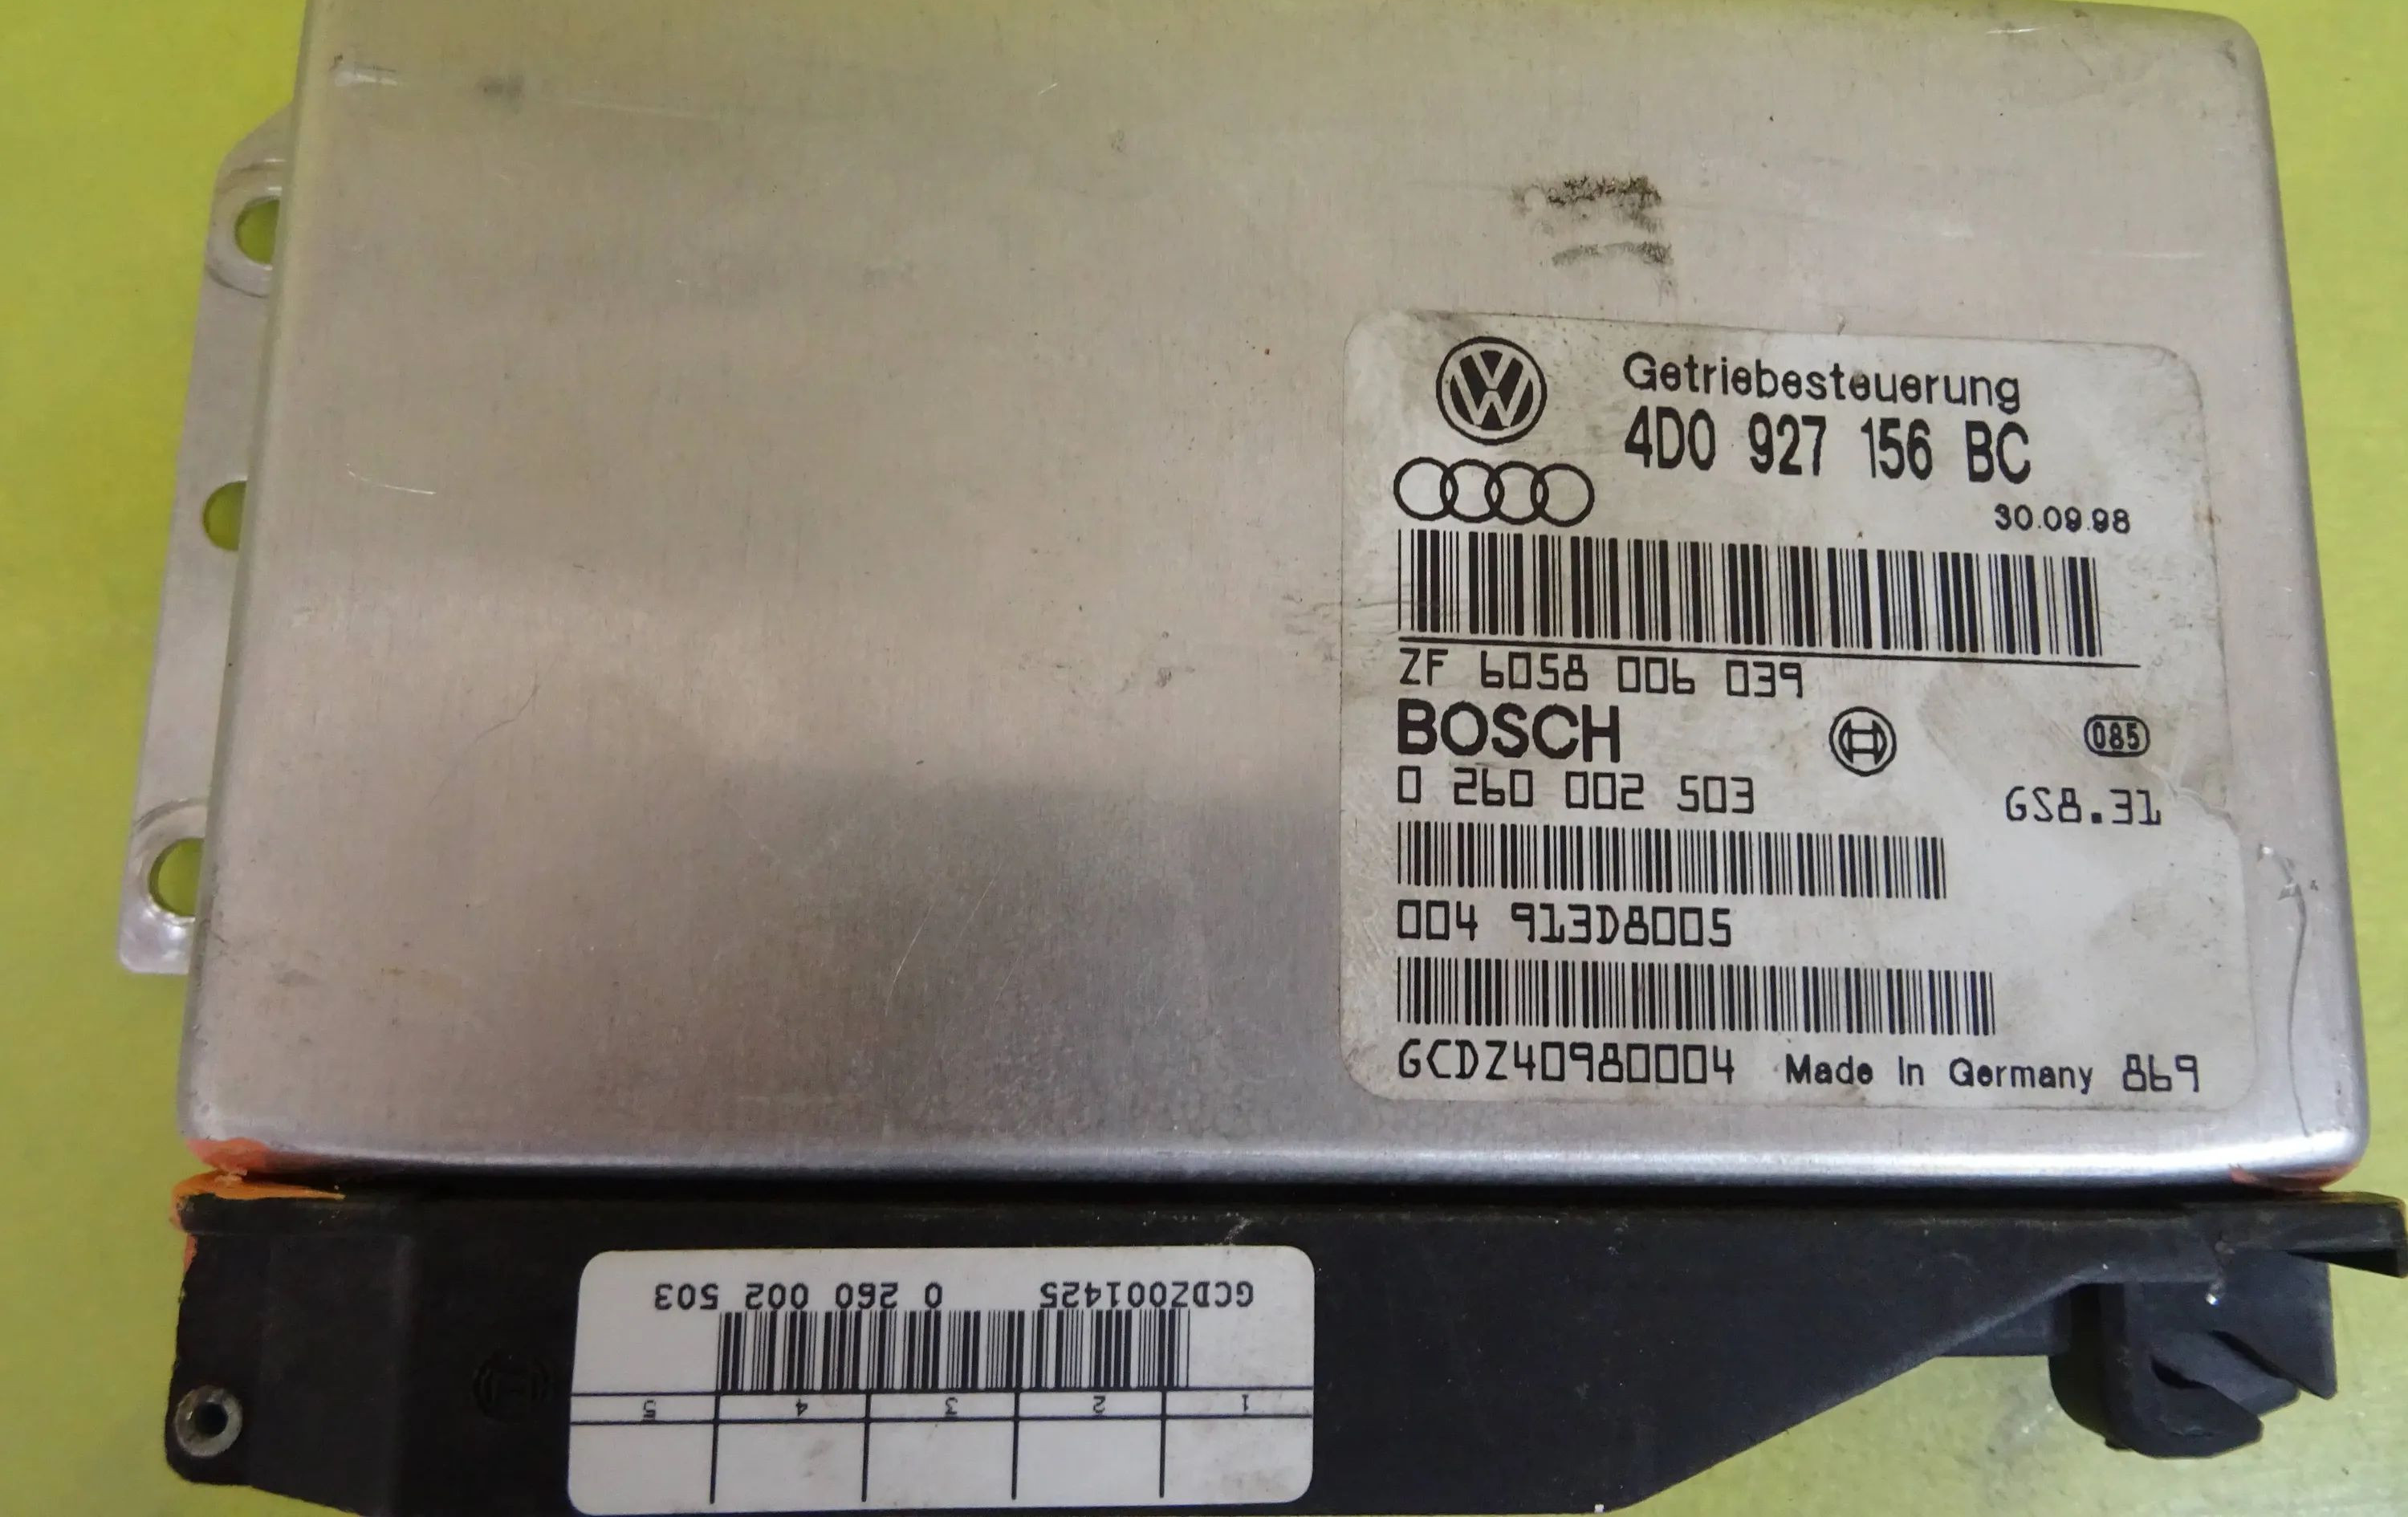 Getriebesteuerung
4D0 927 156 BC
30.09.98
ZF 6058 006 039
BOSCH
085
0 260 002 503
GS8.31
004 913D8005
GCDZ40980004 Made in Germany 869
GCDZ001425 0 260 002 503
1 2 3 4 5